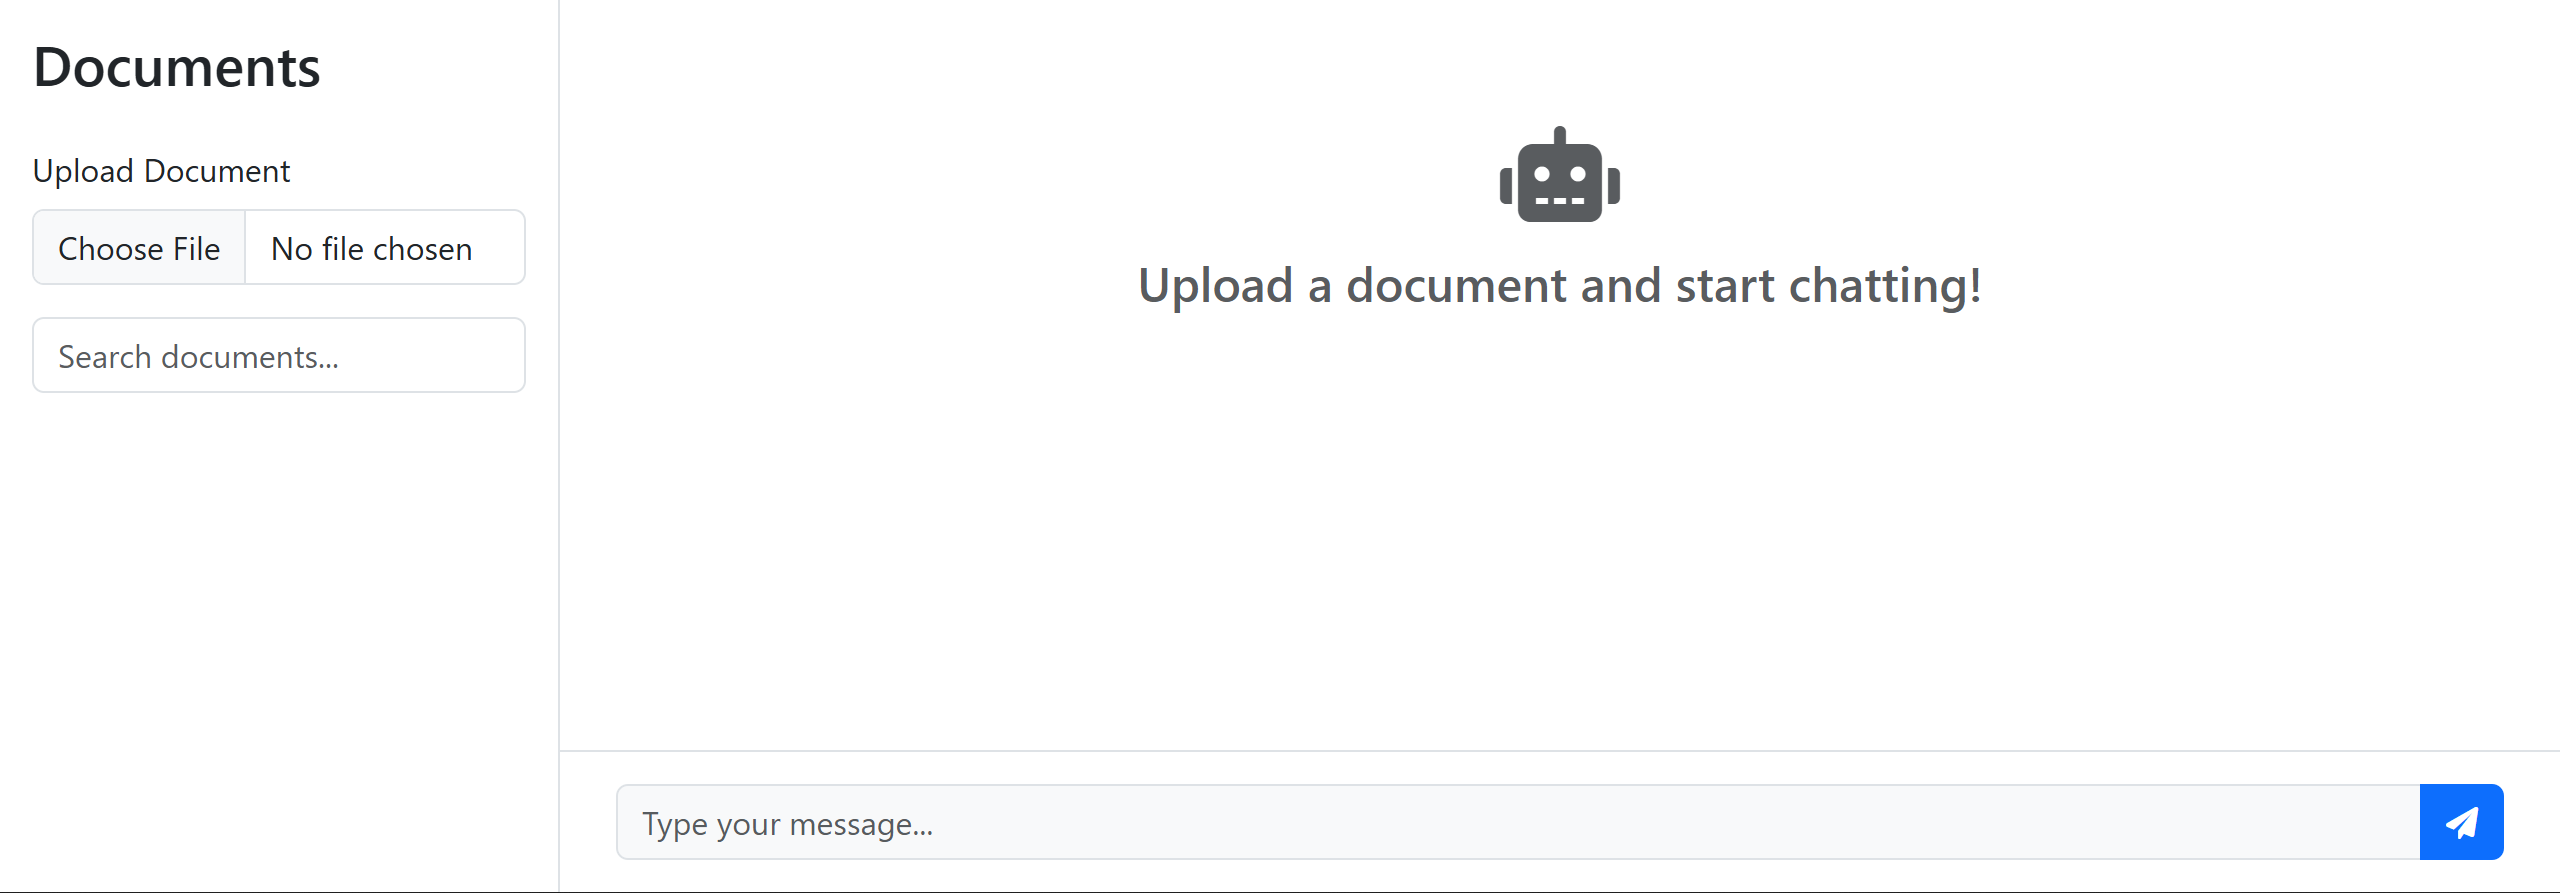 Documents
Upload Document
Choose File No file chosen
Search documents...
Upload a document and start chatting!
Type your message...